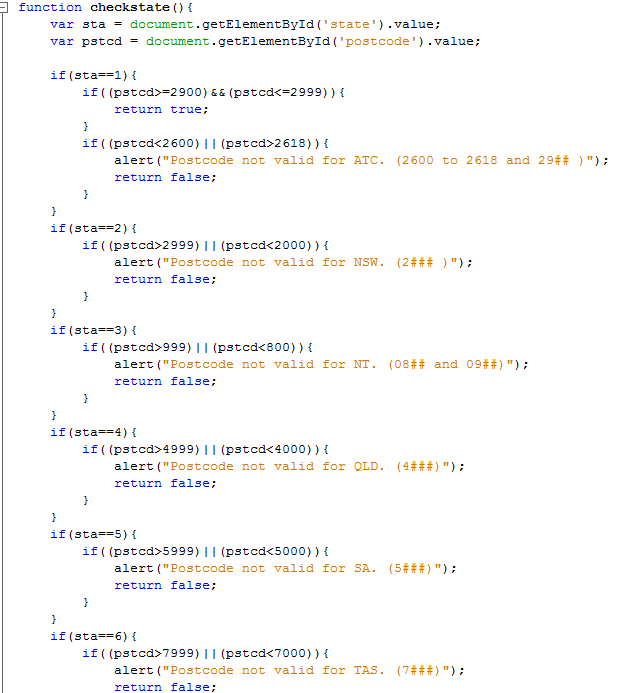 function checkstate(){
    var sta = document.getElementById('state').value;
    var pstcd = document.getElementById('postcode').value;

    if(sta==1){
        if((pstcd>=2900)&&(pstcd<=2999)){
            return true;
        }
        if((pstcd<2600)||(pstcd>2618)){
            alert("Postcode not valid for ATC. (2600 to 2618 and 29## )");
            return false;
        }
    }
    if(sta==2){
        if((pstcd>2999)||(pstcd<2000)){
            alert("Postcode not valid for NSW. (2### )");
            return false;
        }
    }
    if(sta==3){
        if((pstcd>999)||(pstcd<800)){
            alert("Postcode not valid for NT. (08## and 09##)");
            return false;
        }
    }
    if(sta==4){
        if((pstcd>4999)||(pstcd<4000)){
            alert("Postcode not valid for QLD. (4###)");
            return false;
        }
    }
    if(sta==5){
        if((pstcd>5999)||(pstcd<5000)){
            alert("Postcode not valid for SA. (5###)");
            return false;
        }
    }
    if(sta==6){
        if((pstcd>7999)||(pstcd<7000)){
            alert("Postcode not valid for TAS. (7###)");
            return false;